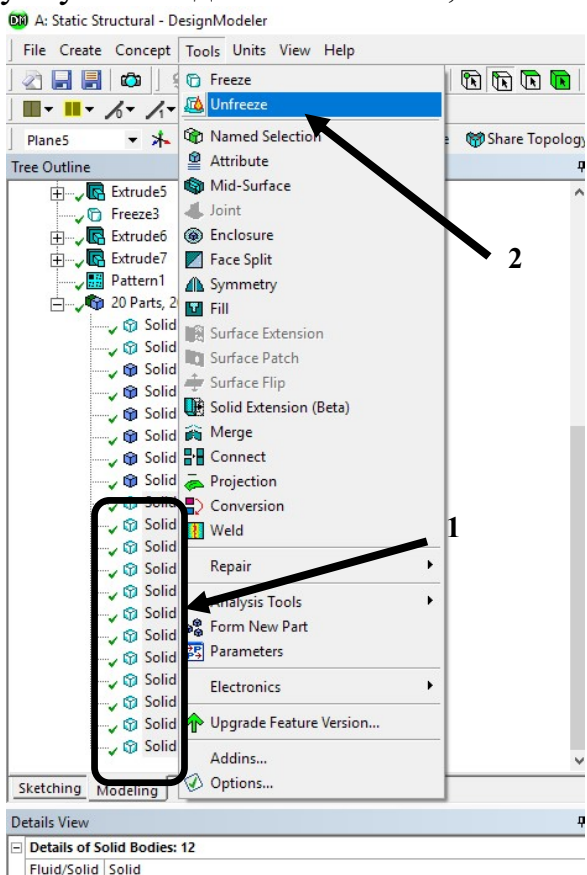 A: Static Structural - DesignModeler
File Create Concept Tools Units View Help
Freeze
Unfreeze
Plane5
Named Selection
Share Topology
Tree Outline
Attribute
Extrude5
Mid-Surface
Freeze3
Joint
Extrude6
Enclosure
Extrude7
Face Split
2
Pattern1
Symmetry
20 Parts, 2
Fill
Solid
Surface Extension
Solid
Surface Patch
Solid
Surface Flip
Solid
Solid Extension (Beta)
Solid
Merge
Solid
Connect
Solid
Projection
Solid
Conversion
Solid
Weld
1
Solid
Solid
Repair
Solid
Analysis Tools
Solid
Form New Part
Solid
Parameters
Solid
Solid
Electronics
Solid
Solid
Upgrade Feature Version...
Solid
Solid
Addins...
Sketching Modeling
Options...
Details View
Details of Solid Bodies: 12
Fluid/Solid Solid